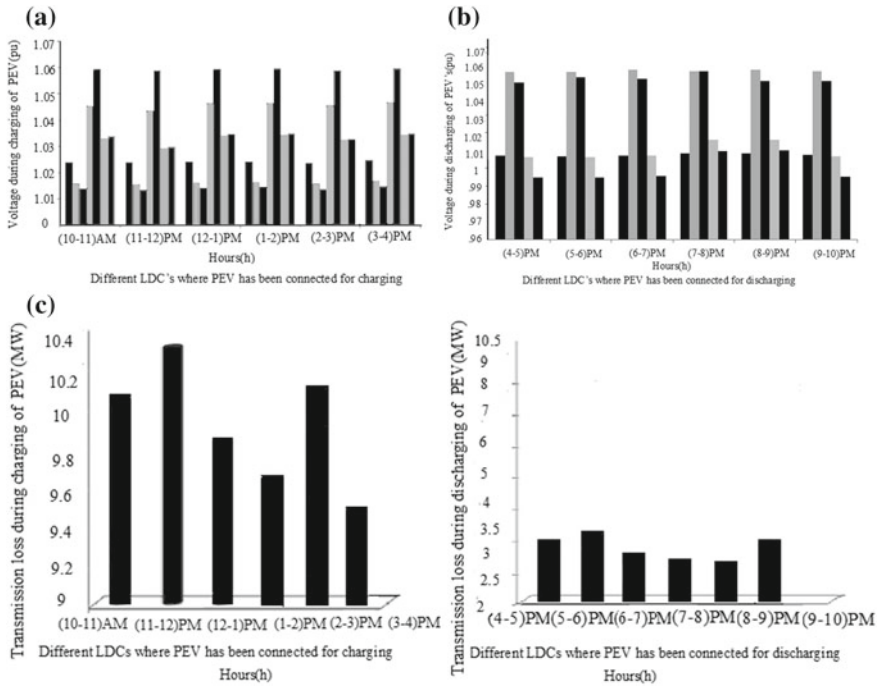 (a)
Voltage during charging of PEV(pu)
1.07
1.06
1.05
1.04
1.03
1.02
1.01
0
(10-11)AM (11-12)PM (12-1)PM (1-2)PM (2-3)PM (3-4)PM
Hours(h)
Different LDC's where PEV has been connected for charging
(b)
Voltage during discharging of PEV's(pu)
1.07
1.06
1.05
1.04
1.03
1.02
1.01
1
.99
.98
.97
.96
(4-5)PM (5-6)PM (6-7)PM (7-8)PM (8-9)PM (9-10)PM
Hours(h)
Different LDC's where PEV has been connected for discharging
(c)
Transmission loss during charging of PEV(MW)
10.4
10.2
10
9.8
9.6
9.4
9.2
9
(10-11)AM (11-12)PM (12-1)PM (1-2)PM (2-3)PM (3-4)PM
Different LDCs where PEV has been connected for charging
Hours(h)
Transmission loss during discharging of PEV(MW)
10.5
9
8
7
6
5
4
3.5
3
2.5
2
(4-5)PM (5-6)PM (6-7)PM (7-8)PM (8-9)PM (9-10)PM
Different LDCs where PEV has been connected for discharging
Hours(h)